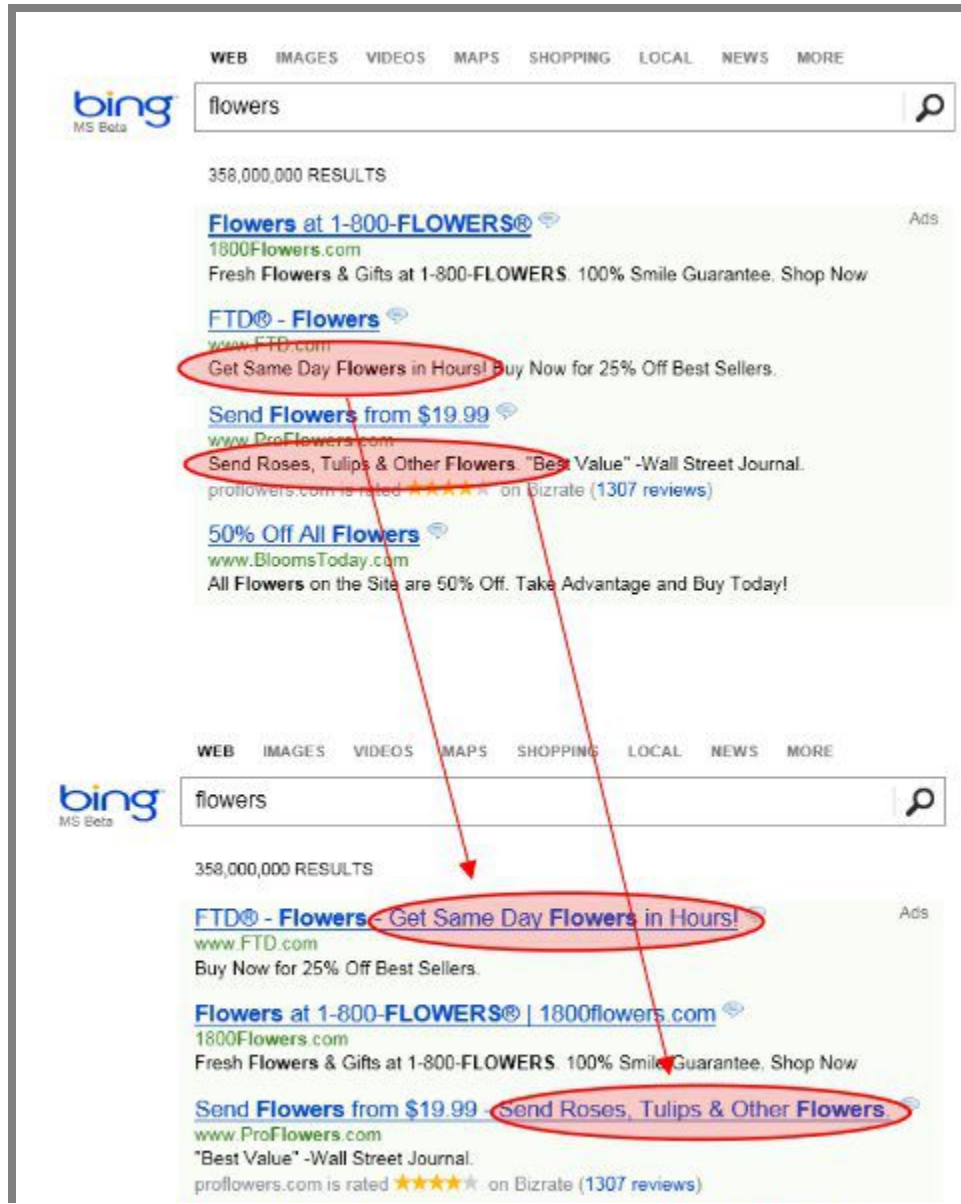 WEB IMAGES VIDEOS MAPS SHOPPING LOCAL NEWS MORE
bing
MS Beta
flowers
358,000,000 RESULTS
Flowers at 1-800-FLOWERS®
Ads
1800Flowers.com
Fresh Flowers & Gifts at 1-800-FLOWERS. 100% Smile Guarantee. Shop Now
FTD® - Flowers
www.FTD.com
Get Same Day Flowers in Hours! Buy Now for 25% Off Best Sellers.
Send Flowers from $19.99
www.ProFlowers.com
Send Roses, Tulips & Other Flowers. "Best Value" -Wall Street Journal.
proflowers.com is rated ★★★★★ on Bizrate (1307 reviews)
50% Off All Flowers
www.BloomsToday.com
All Flowers on the Site are 50% Off. Take Advantage and Buy Today!
WEB IMAGES VIDEOS MAPS SHOPPING LOCAL NEWS MORE
bing
MS Beta
flowers
358,000,000 RESULTS
FTD® - Flowers - Get Same Day Flowers in Hours!
Ads
www.FTD.com
Buy Now for 25% Off Best Sellers.
Flowers at 1-800-FLOWERS® | 1800flowers.com
1800Flowers.com
Fresh Flowers & Gifts at 1-800-FLOWERS. 100% Smile Guarantee. Shop Now
Send Flowers from $19.99 - Send Roses, Tulips & Other Flowers.
www.ProFlowers.com
"Best Value" -Wall Street Journal.
proflowers.com is rated ★★★★★ on Bizrate (1307 reviews)